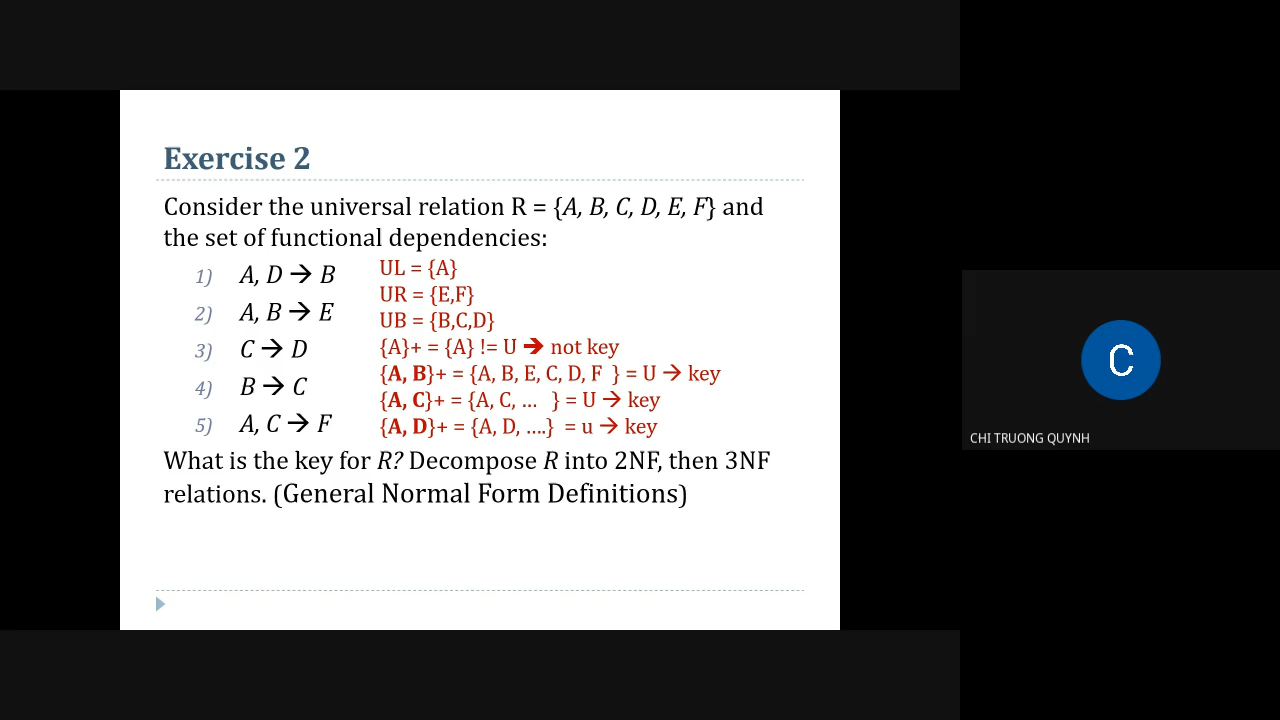 Exercise 2
Consider the universal relation R = {A, B, C, D, E, F} and
the set of functional dependencies:
1) A, D → B
2) A, B → E
3) C → D
4) B → C
5) A, C → F
UL = {A}
UR = {E,F}
UB = {B,C,D}
{A}+ = {A} != U → not key
{A, B}+ = {A, B, E, C, D, F } = U → key
{A, C}+ = {A, C, ... } = U → key
{A, D}+ = {A, D, ....} = u → key
What is the key for R? Decompose R into 2NF, then 3NF
relations. (General Normal Form Definitions)
C
CHI TRUONG QUYNH